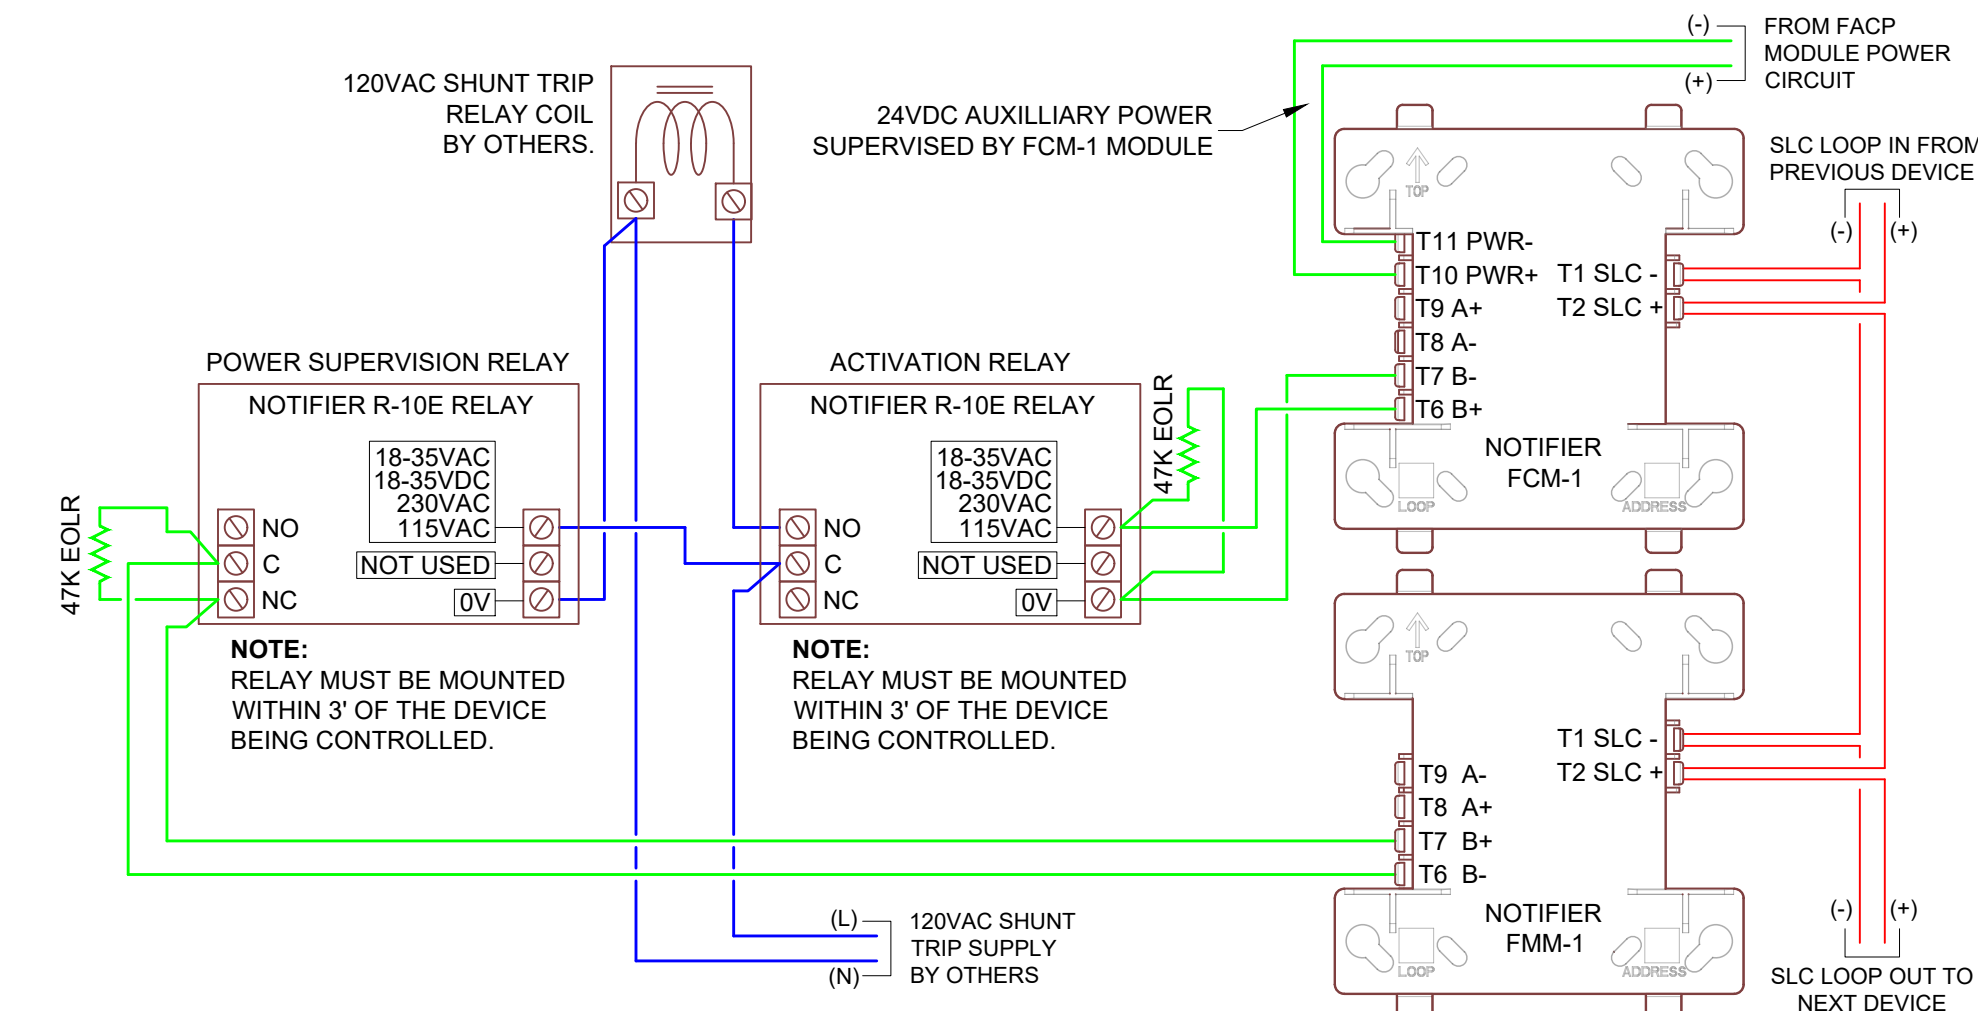 120VAC SHUNT TRIP
RELAY COIL
BY OTHERS.
24VDC AUXILLIARY POWER
SUPERVISED BY FCM-1 MODULE
(-)
(+)
FROM FACP
MODULE POWER
CIRCUIT
SLC LOOP IN FROM
PREVIOUS DEVICE
(-)
(+)
TOP
T11 PWR-
T10 PWR+
T9 A+
T8 A-
T7 B-
T6 B+
T1 SLC -
T2 SLC +
NOTIFIER
FCM-1
LOOP
ADDRESS
POWER SUPERVISION RELAY
NOTIFIER R-10E RELAY
18-35VAC
18-35VDC
230VAC
115VAC
NOT USED
0V
NO
C
NC
47K EOLR
NOTE:
RELAY MUST BE MOUNTED
WITHIN 3' OF THE DEVICE
BEING CONTROLLED.
ACTIVATION RELAY
NOTIFIER R-10E RELAY
18-35VAC
18-35VDC
230VAC
115VAC
NOT USED
0V
NO
C
NC
47K EOLR
NOTE:
RELAY MUST BE MOUNTED
WITHIN 3' OF THE DEVICE
BEING CONTROLLED.
TOP
T1 SLC -
T2 SLC +
T9 A-
T8 A+
T7 B+
T6 B-
NOTIFIER
FMM-1
LOOP
ADDRESS
(L)
(N)
120VAC SHUNT
TRIP SUPPLY
BY OTHERS
(-)
(+)
SLC LOOP OUT TO
NEXT DEVICE